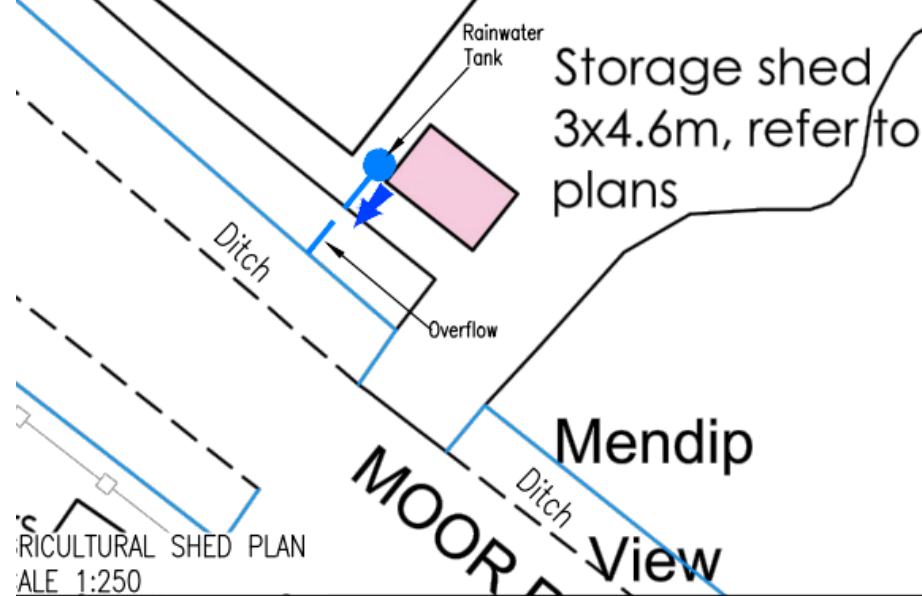 Rainwater
Tank
Storage shed
3x4.6m, refer to
plans
Ditch
Overflow
Mendip
View
Ditch
MOOR
RICULTURAL SHED PLAN
ALE 1:250